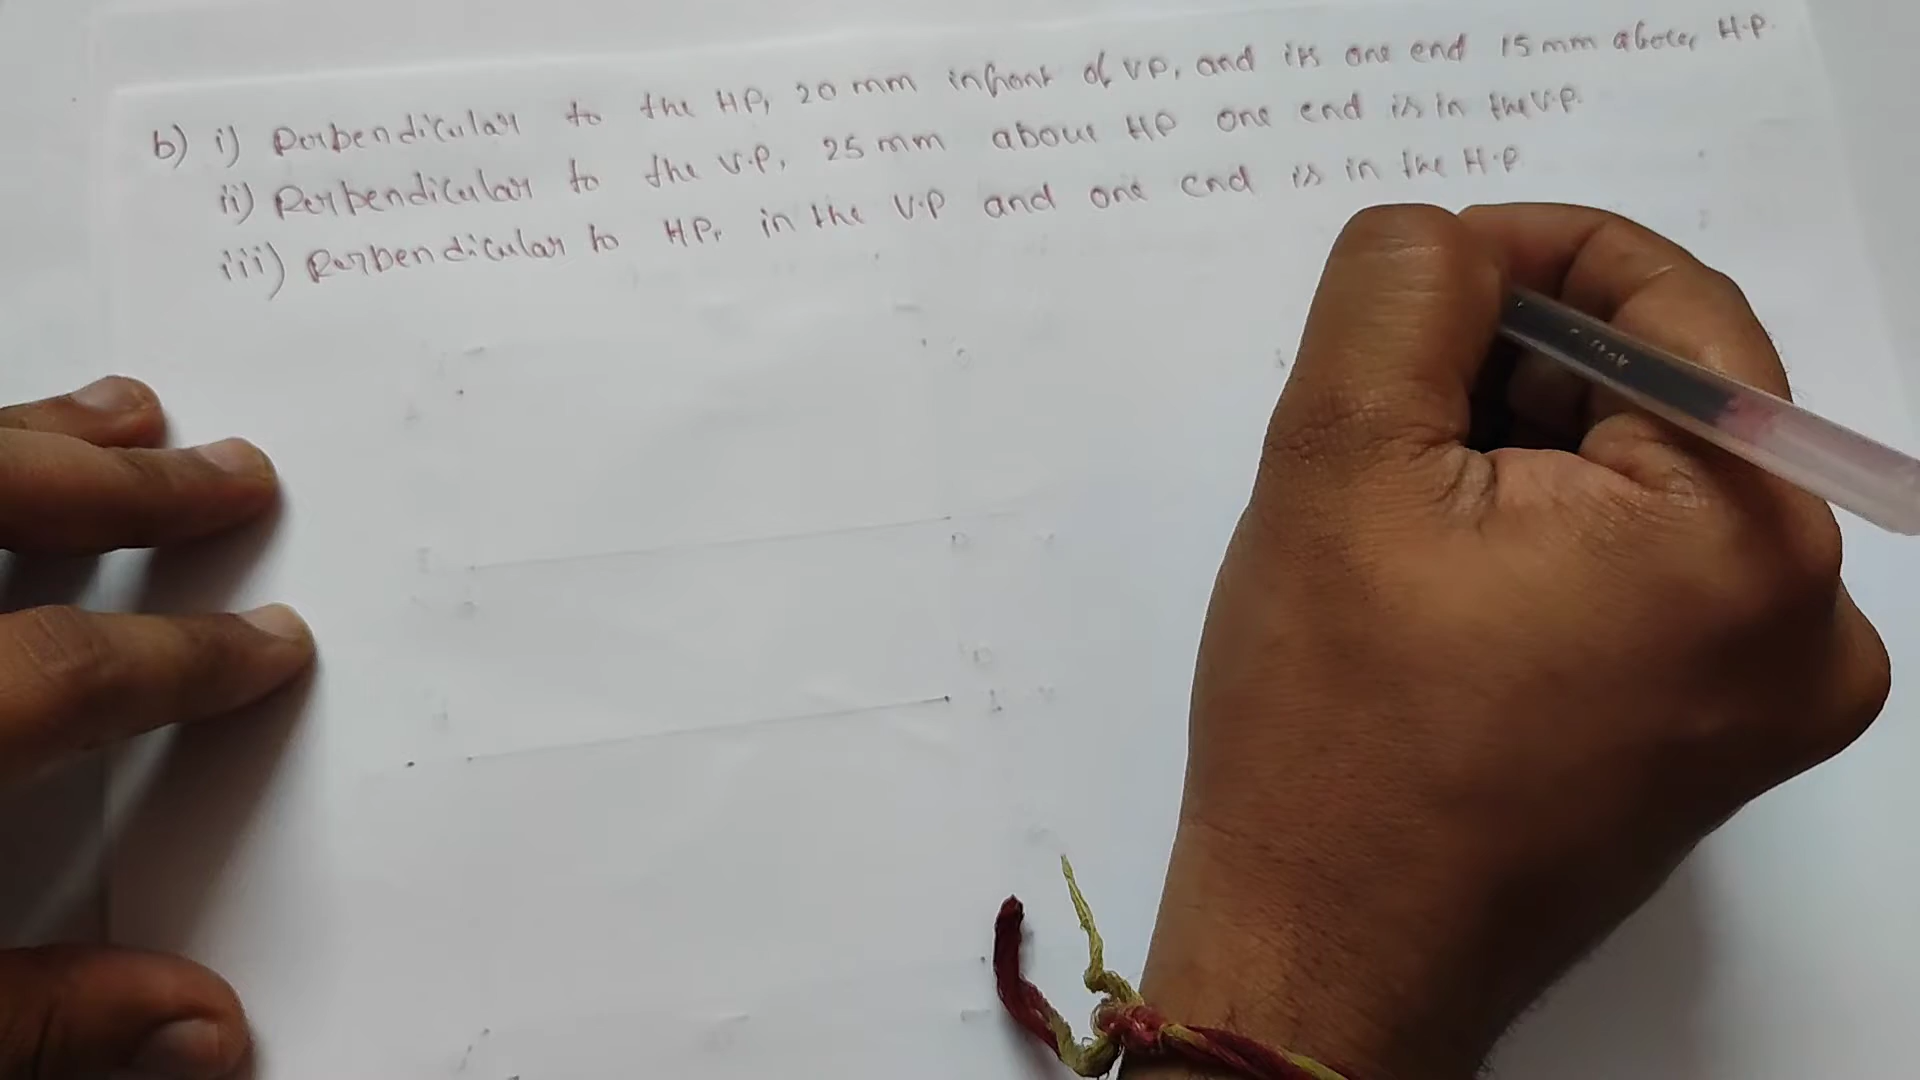 b) i) Perpendicular to the HP, 20 mm infront of VP, and its one end 15 mm above H.P.
ii) Perpendicular to the V.P, 25 mm above HP one end is in the V.P.
iii) Perpendicular to HP, in the V.P and one end is in the H.P